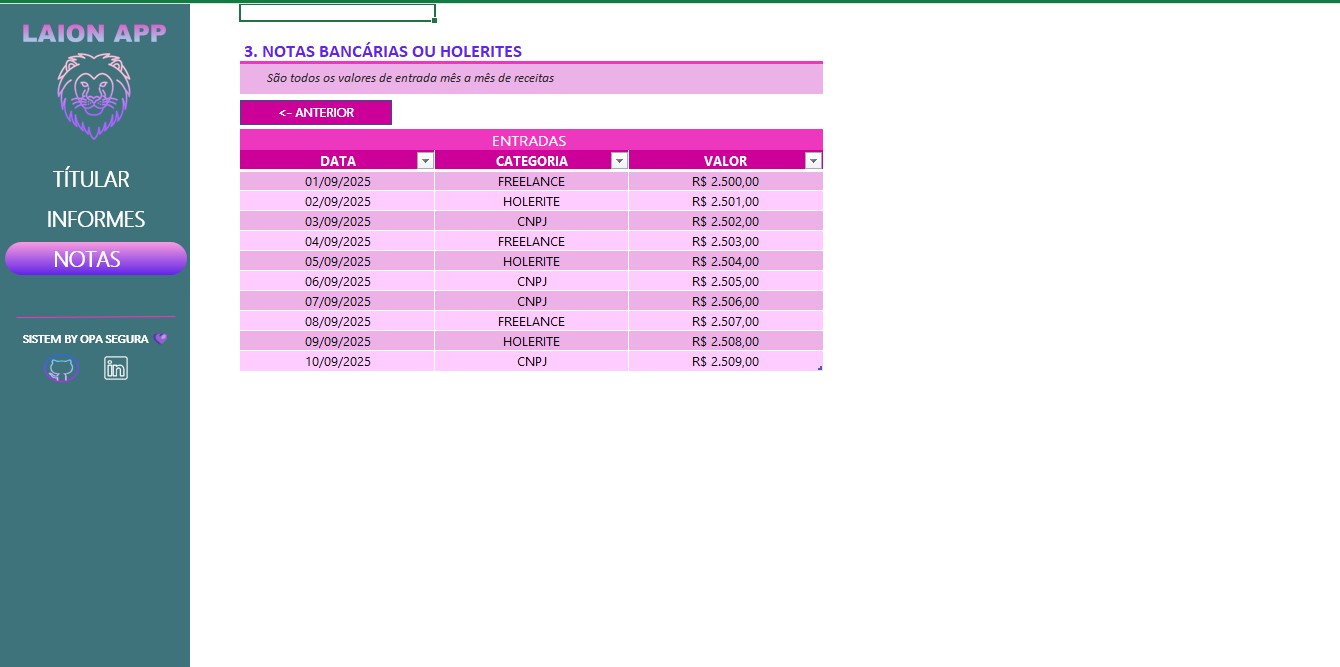 LAION APP
TÍTULAR
INFORMES
NOTAS
SISTEM BY OPA SEGURA 💜
in
3. NOTAS BANCÁRIAS OU HOLERITES
São todos os valores de entrada mês a mês de receitas
<- ANTERIOR
ENTRADAS
DATA CATEGORIA VALOR
01/09/2025 FREELANCE R$ 2.500,00
02/09/2025 HOLERITE R$ 2.501,00
03/09/2025 CNPJ R$ 2.502,00
04/09/2025 FREELANCE R$ 2.503,00
05/09/2025 HOLERITE R$ 2.504,00
06/09/2025 CNPJ R$ 2.505,00
07/09/2025 CNPJ R$ 2.506,00
08/09/2025 FREELANCE R$ 2.507,00
09/09/2025 HOLERITE R$ 2.508,00
10/09/2025 CNPJ R$ 2.509,00